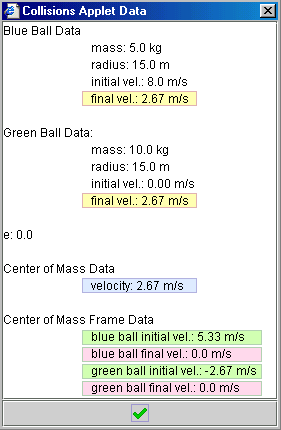 Collisions Applet Data
Blue Ball Data
mass: 5.0 kg
radius: 15.0 m
initial vel.: 8.0 m/s
final vel.: 2.67 m/s
Green Ball Data:
mass: 10.0 kg
radius: 15.0 m
initial vel.: 0.00 m/s
final vel.: 2.67 m/s
e: 0.0
Center of Mass Data
velocity: 2.67 m/s
Center of Mass Frame Data
blue ball initial vel.: 5.33 m/s
blue ball final vel.: 0.0 m/s
green ball initial vel.: -2.67 m/s
green ball final vel.: 0.0 m/s